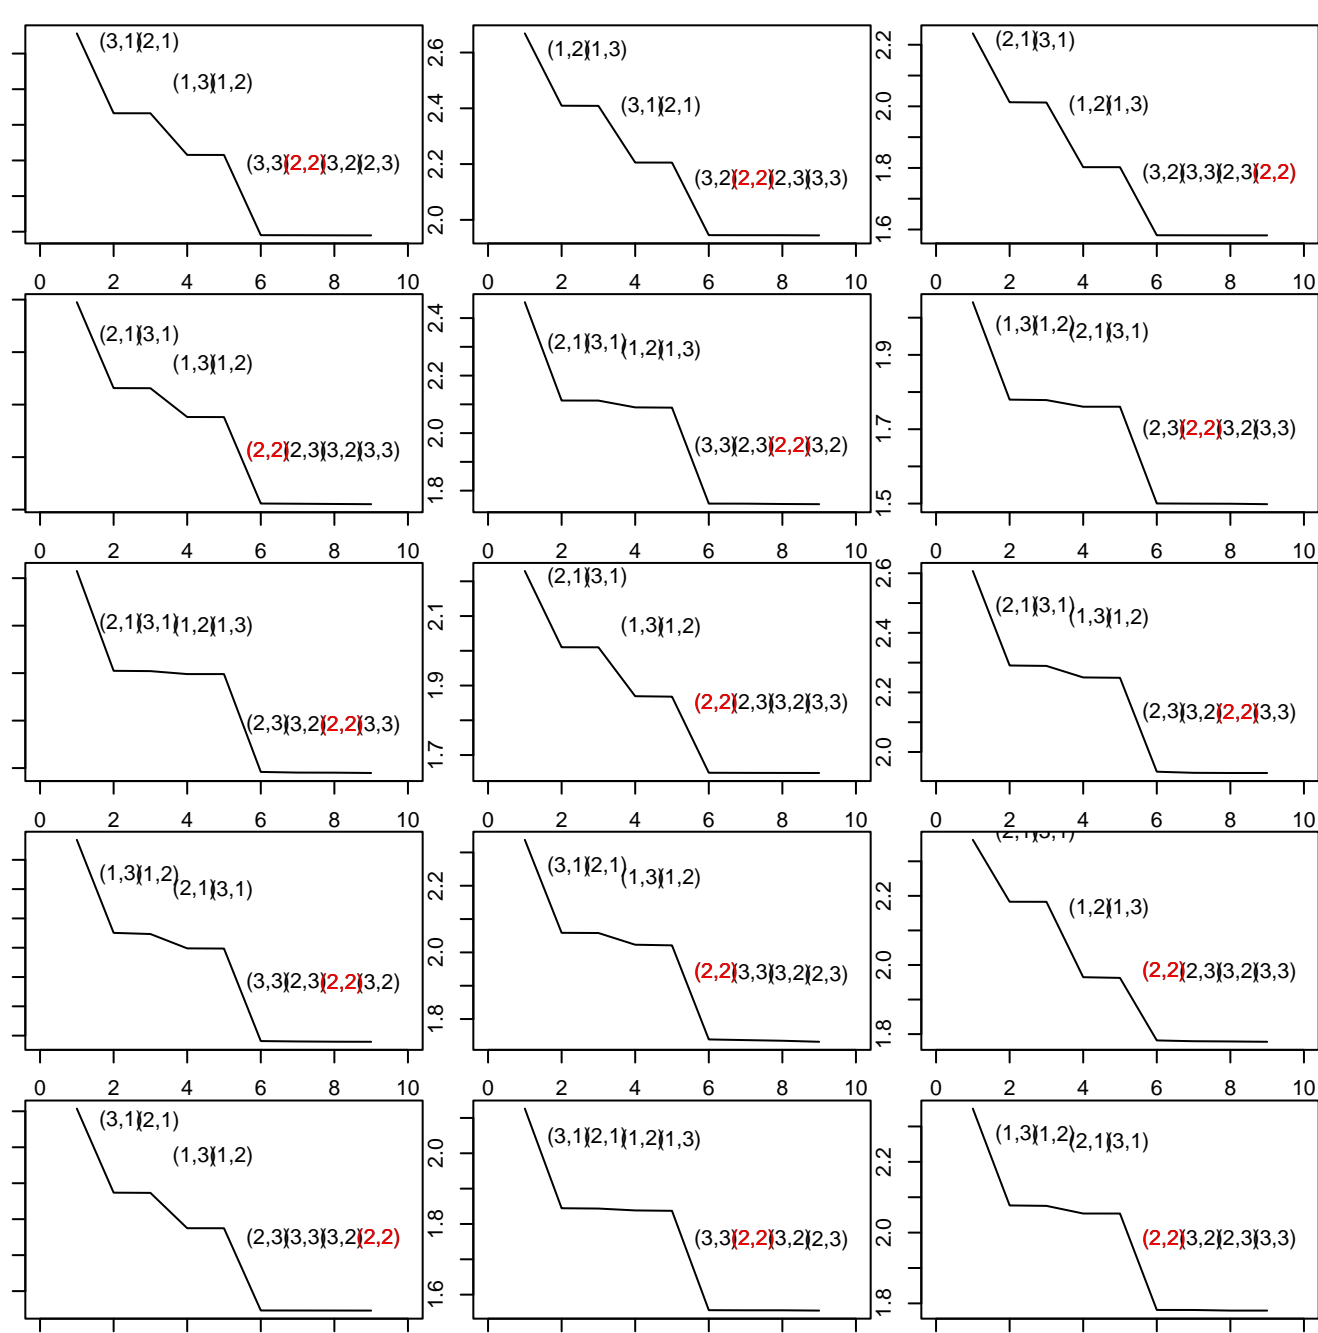 (3,1)(2,1)
(1,3)(1,2)
(3,3)(2,2)(3,2)(2,3)
2.0 2.2 2.4 2.6
(1,2)(1,3)
(3,1)(2,1)
(3,2)(2,2)(2,3)(3,3)
1.6 1.8 2.0 2.2
(2,1)(3,1)
(1,2)(1,3)
(3,2)(3,3)(2,3)(2,2)
0 2 4 6 8 10
0 2 4 6 8 10
0 2 4 6 8 10
(2,1)(3,1)
(1,3)(1,2)
(2,2)(2,3)(3,2)(3,3)
1.8 2.0 2.2 2.4
(2,1)(3,1)(1,2)(1,3)
(3,3)(2,3)(2,2)(3,2)
1.5 1.7 1.9
(1,3)(1,2)(2,1)(3,1)
(2,3)(2,2)(3,2)(3,3)
0 2 4 6 8 10
0 2 4 6 8 10
0 2 4 6 8 10
(2,1)(3,1)(1,2)(1,3)
(2,3)(3,2)(2,2)(3,3)
1.7 1.9 2.1
(2,1)(3,1)
(1,3)(1,2)
(2,2)(2,3)(3,2)(3,3)
2.0 2.2 2.4 2.6
(2,1)(3,1)(1,3)(1,2)
(2,3)(3,2)(2,2)(3,3)
0 2 4 6 8 10
0 2 4 6 8 10
0 2 4 6 8 10
(1,3)(1,2)(2,1)(3,1)
(3,3)(2,3)(2,2)(3,2)
1.8 2.0 2.2
(3,1)(2,1)(1,3)(1,2)
(2,2)(3,3)(3,2)(2,3)
1.8 2.0 2.2
(2,1)(3,1)
(1,2)(1,3)
(2,2)(2,3)(3,2)(3,3)
0 2 4 6 8 10
0 2 4 6 8 10
0 2 4 6 8 10
(3,1)(2,1)
(1,3)(1,2)
(2,3)(3,3)(3,2)(2,2)
1.6 1.8 2.0
(3,1)(2,1)(1,2)(1,3)
(3,3)(2,2)(3,2)(2,3)
1.8 2.0 2.2
(1,3)(1,2)(2,1)(3,1)
(2,2)(3,2)(2,3)(3,3)